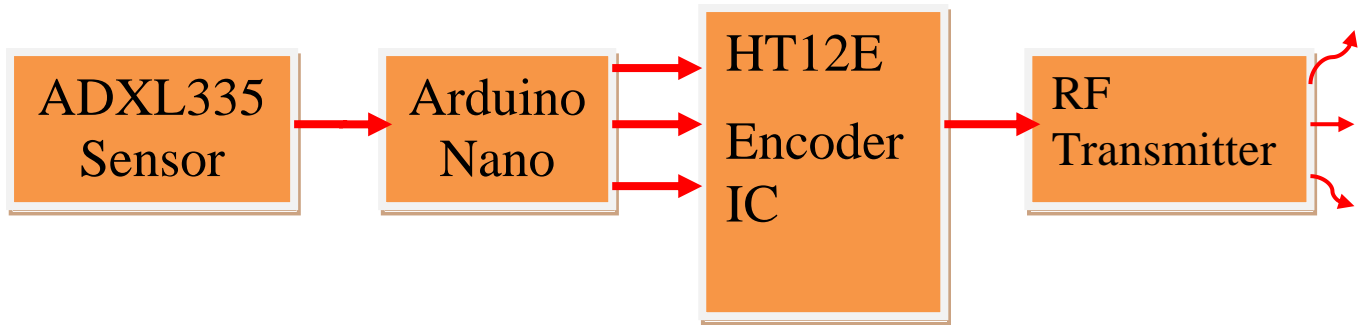 ADXL335
Sensor
Arduino
Nano
HT12E
Encoder
IC
RF
Transmitter